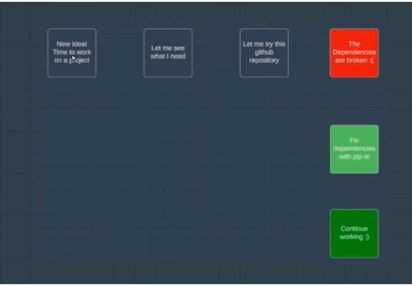 New Idea!
Time to work
on a project
Let me see
what I need
Let me try this
github
repository
The
Dependencies
are broken :(
Fix
dependencies
with pip-ai
Continue
working :)